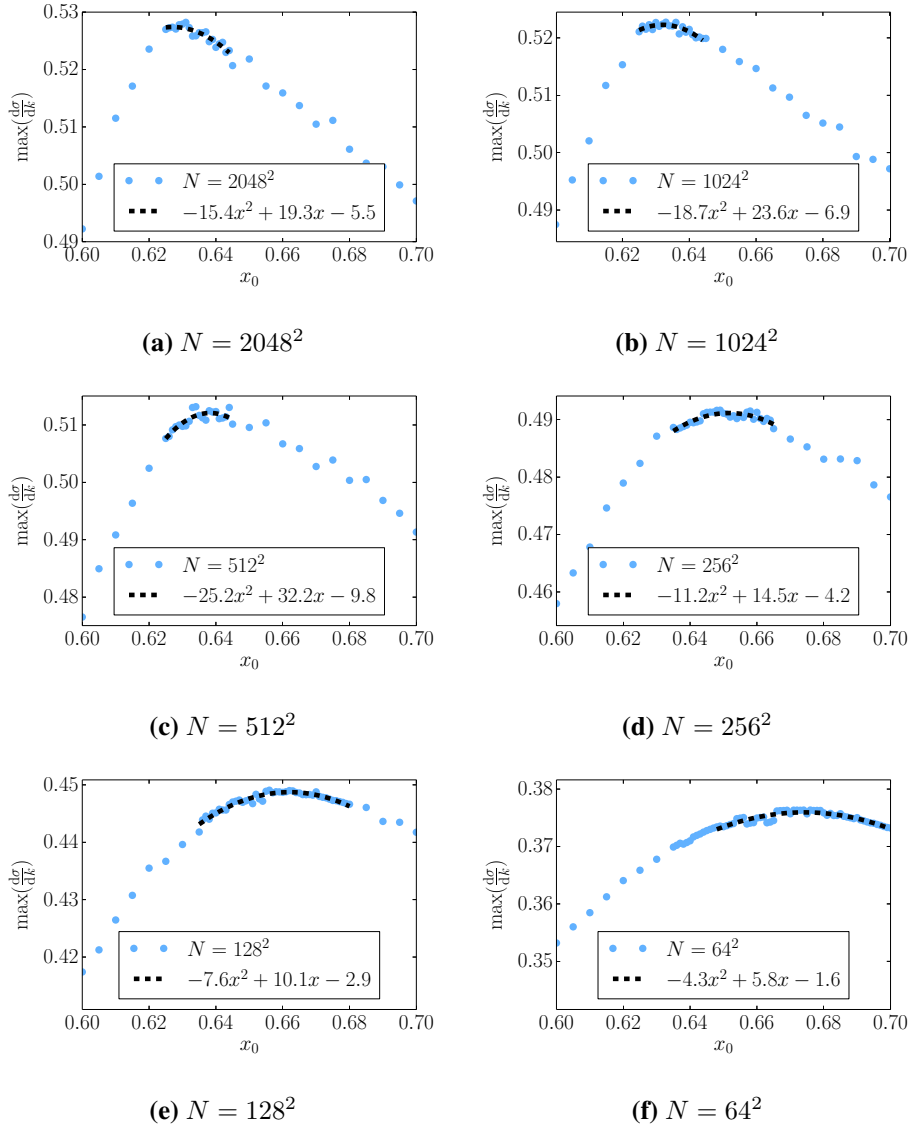 max(dσ/dk)
0.53
0.52
0.51
0.50
0.49
N = 2048²
−15.4x² + 19.3x − 5.5
0.60 0.62 0.64 0.66 0.68 0.70
x₀
(a) N = 2048²
max(dσ/dk)
0.52
0.51
0.50
0.49
N = 1024²
−18.7x² + 23.6x − 6.9
0.60 0.62 0.64 0.66 0.68 0.70
x₀
(b) N = 1024²
max(dσ/dk)
0.51
0.50
0.49
0.48
N = 512²
−25.2x² + 32.2x − 9.8
0.60 0.62 0.64 0.66 0.68 0.70
x₀
(c) N = 512²
max(dσ/dk)
0.49
0.48
0.47
0.46
N = 256²
−11.2x² + 14.5x − 4.2
0.60 0.62 0.64 0.66 0.68 0.70
x₀
(d) N = 256²
max(dσ/dk)
0.45
0.44
0.43
0.42
N = 128²
−7.6x² + 10.1x − 2.9
0.60 0.62 0.64 0.66 0.68 0.70
x₀
(e) N = 128²
max(dσ/dk)
0.38
0.37
0.36
0.35
N = 64²
−4.3x² + 5.8x − 1.6
0.60 0.62 0.64 0.66 0.68 0.70
x₀
(f) N = 64²